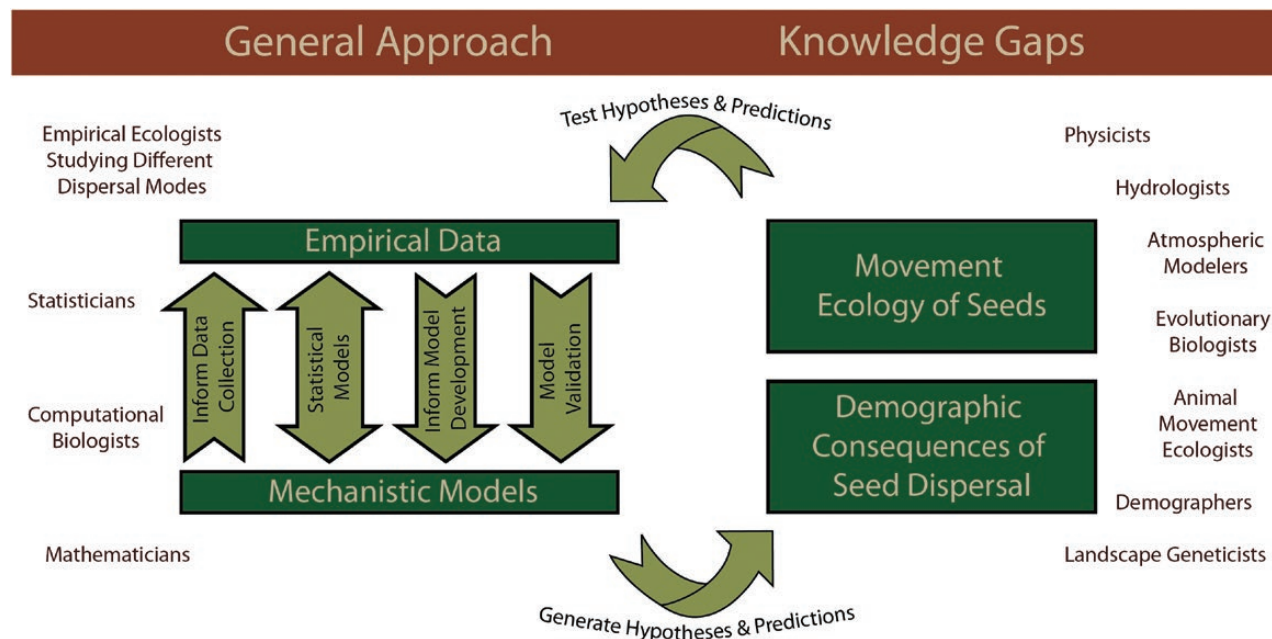 General Approach
Knowledge Gaps
Test Hypotheses & Predictions
Empirical Ecologists
Studying Different
Dispersal Modes
Physicists
Hydrologists
Empirical Data
Movement
Ecology of Seeds
Atmospheric
Modelers
Statisticians
Inform Data
Collection
Statistical
Models
Inform Model
Development
Model
Validation
Evolutionary
Biologists
Computational
Biologists
Demographic
Consequences of
Seed Dispersal
Animal
Movement
Ecologists
Mechanistic Models
Demographers
Mathematicians
Landscape Geneticists
Generate Hypotheses & Predictions